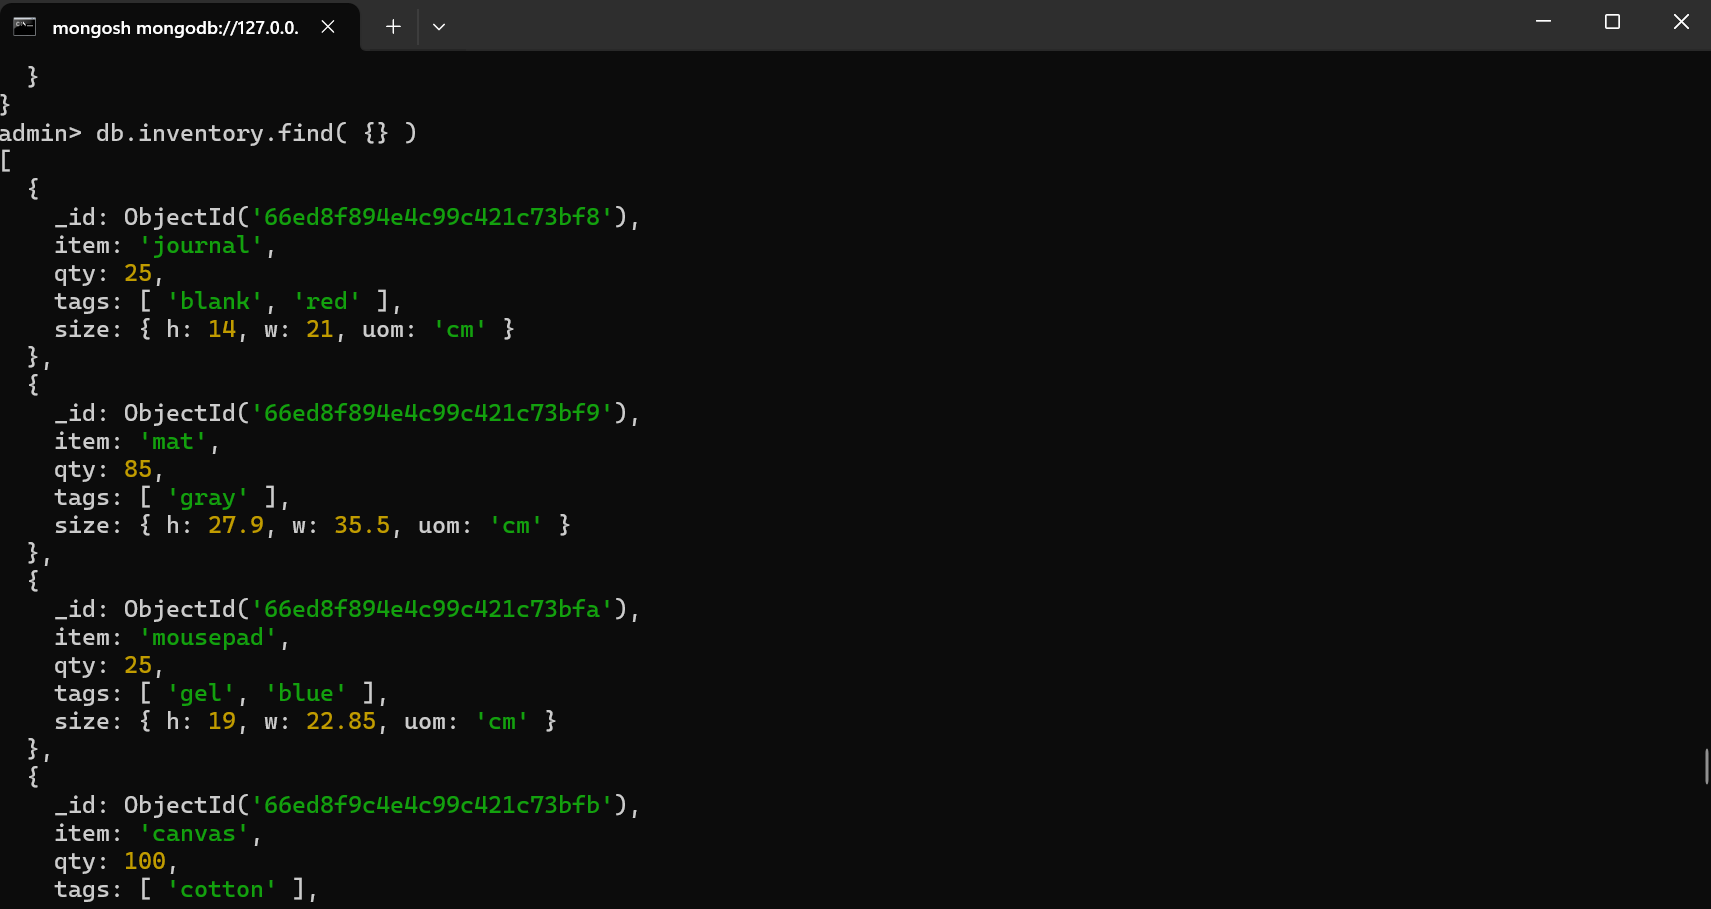 mongosh mongodb://127.0.0.
  }
}
admin> db.inventory.find( {} )
[
  {
    _id: ObjectId('66ed8f894e4c99c421c73bf8'),
    item: 'journal',
    qty: 25,
    tags: [ 'blank', 'red' ],
    size: { h: 14, w: 21, uom: 'cm' }
  },
  {
    _id: ObjectId('66ed8f894e4c99c421c73bf9'),
    item: 'mat',
    qty: 85,
    tags: [ 'gray' ],
    size: { h: 27.9, w: 35.5, uom: 'cm' }
  },
  {
    _id: ObjectId('66ed8f894e4c99c421c73bfa'),
    item: 'mousepad',
    qty: 25,
    tags: [ 'gel', 'blue' ],
    size: { h: 19, w: 22.85, uom: 'cm' }
  },
  {
    _id: ObjectId('66ed8f9c4e4c99c421c73bfb'),
    item: 'canvas',
    qty: 100,
    tags: [ 'cotton' ],